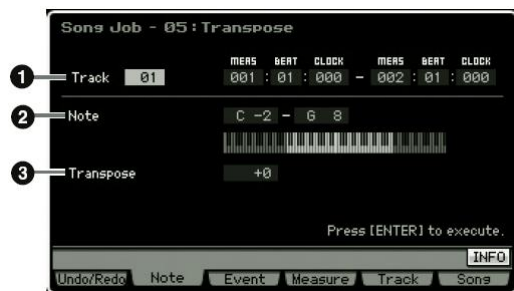 Song Job - 05:Transpose
MEAS BEAT CLOCK MEAS BEAT CLOCK
1 Track 01 001 : 01 : 000 - 002 : 01 : 000
2 Note C -2 - G 8
3 Transpose +0
Press [ENTER] to execute.
INFO
Undo/Redo Note Event Measure Track Song